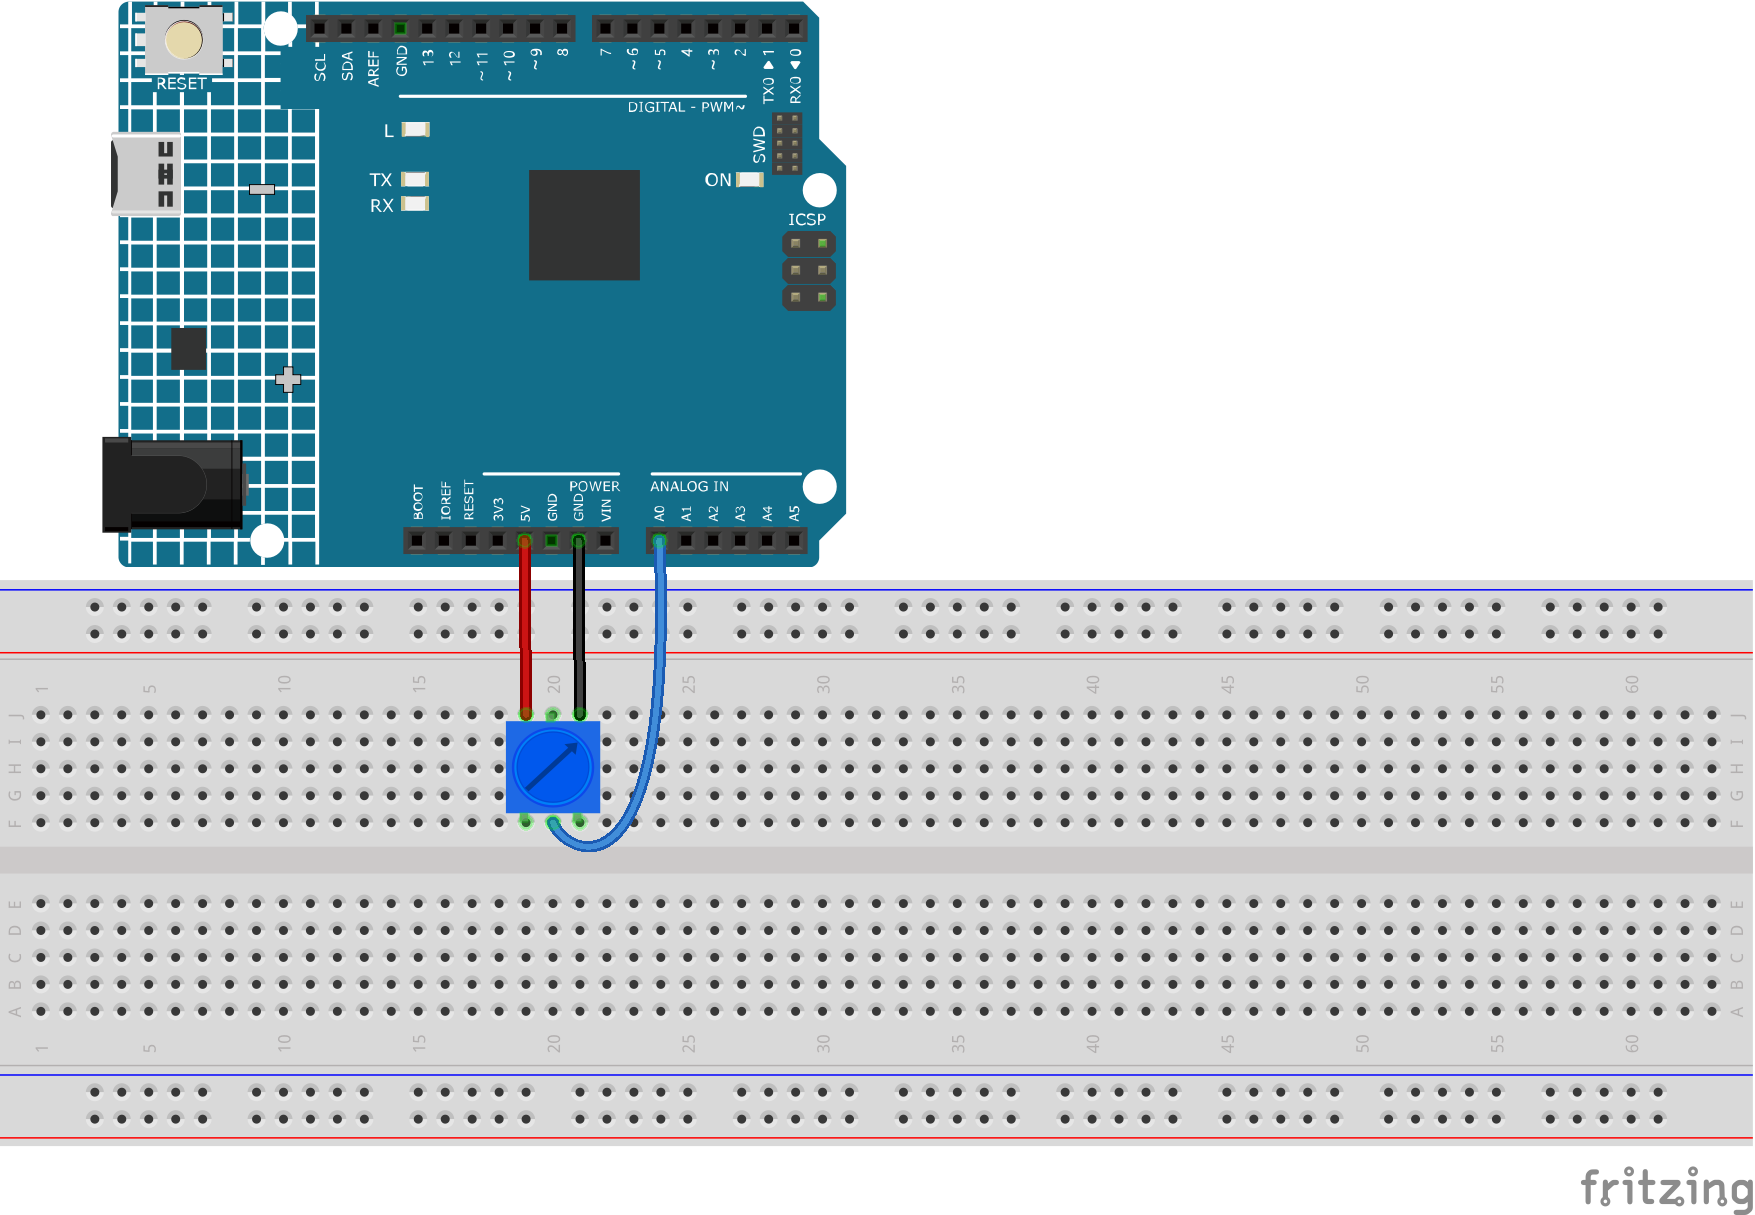 RESET
SCL SDA AREF GND 13 12 ~11 ~10 ~9 8 7 ~6 ~5 4 ~3 2 TX0▶1 RX0◀0
DIGITAL - PWM~
L
TX
RX
ON
SWD
ICSP
POWER
ANALOG IN
BOOT IOREF RESET 3V3 5V GND GND VIN A0 A1 A2 A3 A4 A5
1 5 10 15 20 25 30 35 40 45 50 55 60
J J
I I
H H
G G
F F
E E
D D
C C
B B
A A
1 5 10 15 20 25 30 35 40 45 50 55 60
fritzing